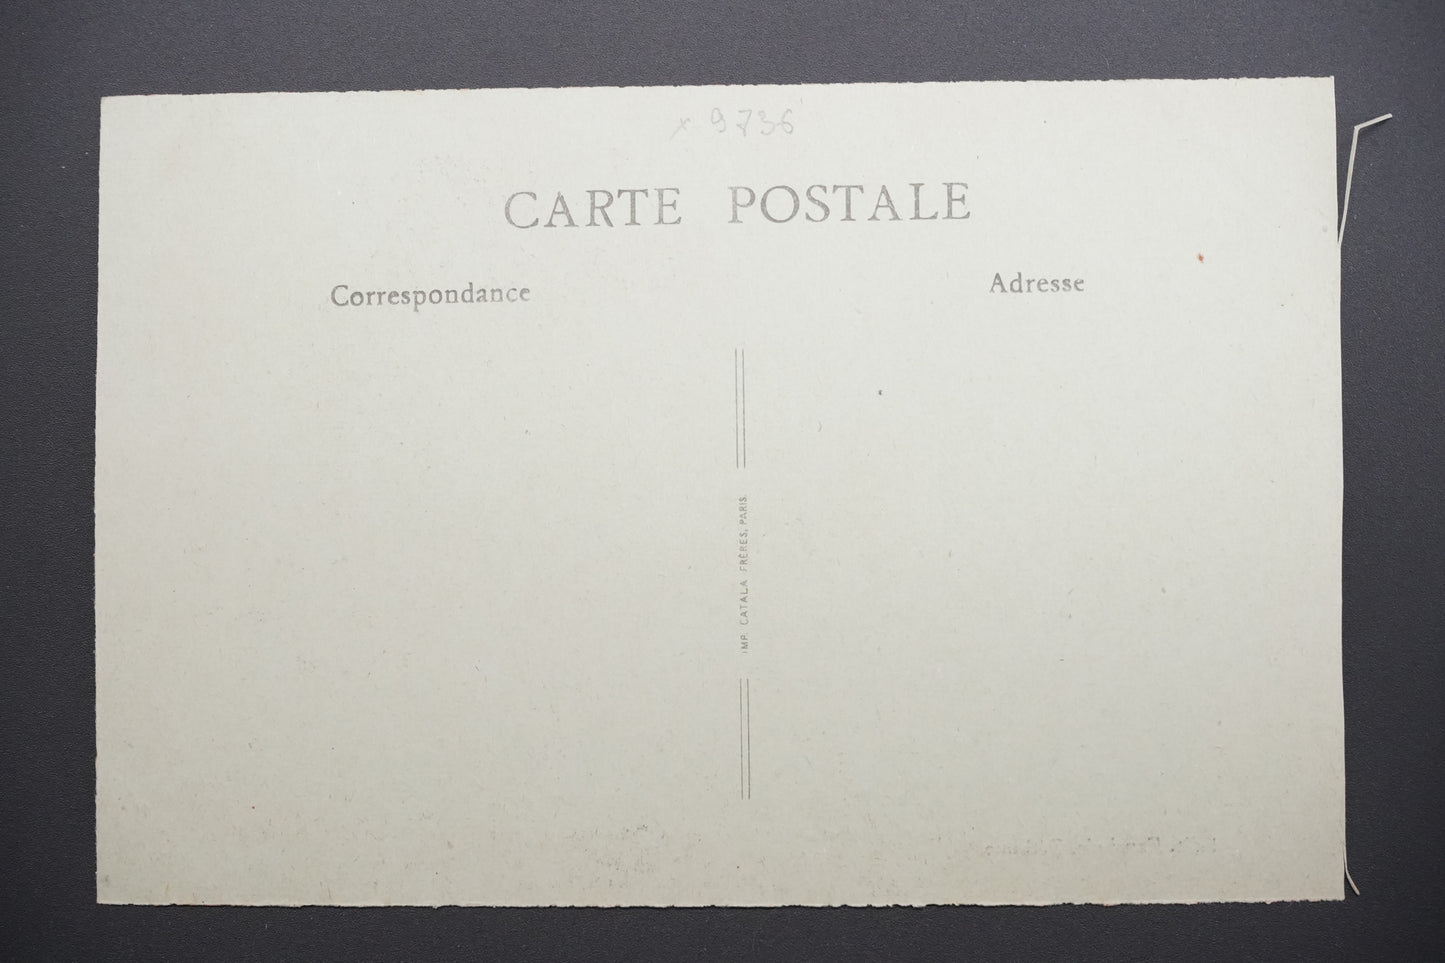 x 9736
CARTE POSTALE
Correspondance
Adresse
IMP. CATALA FRÈRES, PARIS.